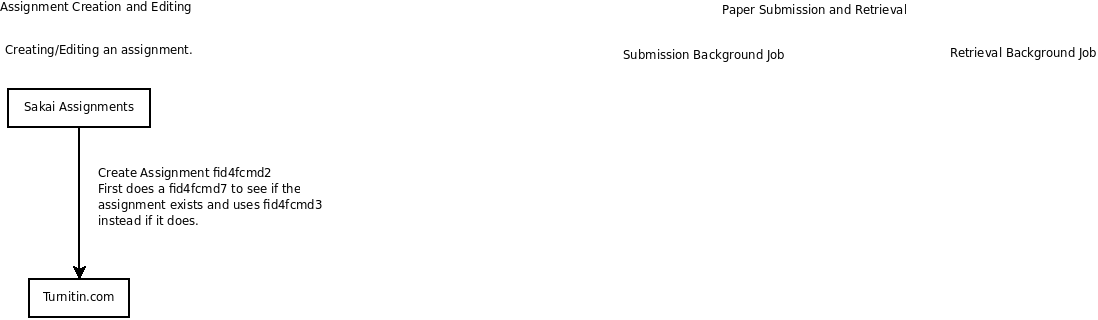 Assignment Creation and Editing
Paper Submission and Retrieval
Creating/Editing an assignment.
Submission Background Job
Retrieval Background Job
Sakai Assignments
Create Assignment fid4fcmd2
First does a fid4fcmd7 to see if the
assignment exists and uses fid4fcmd3
instead if it does.
Turnitin.com